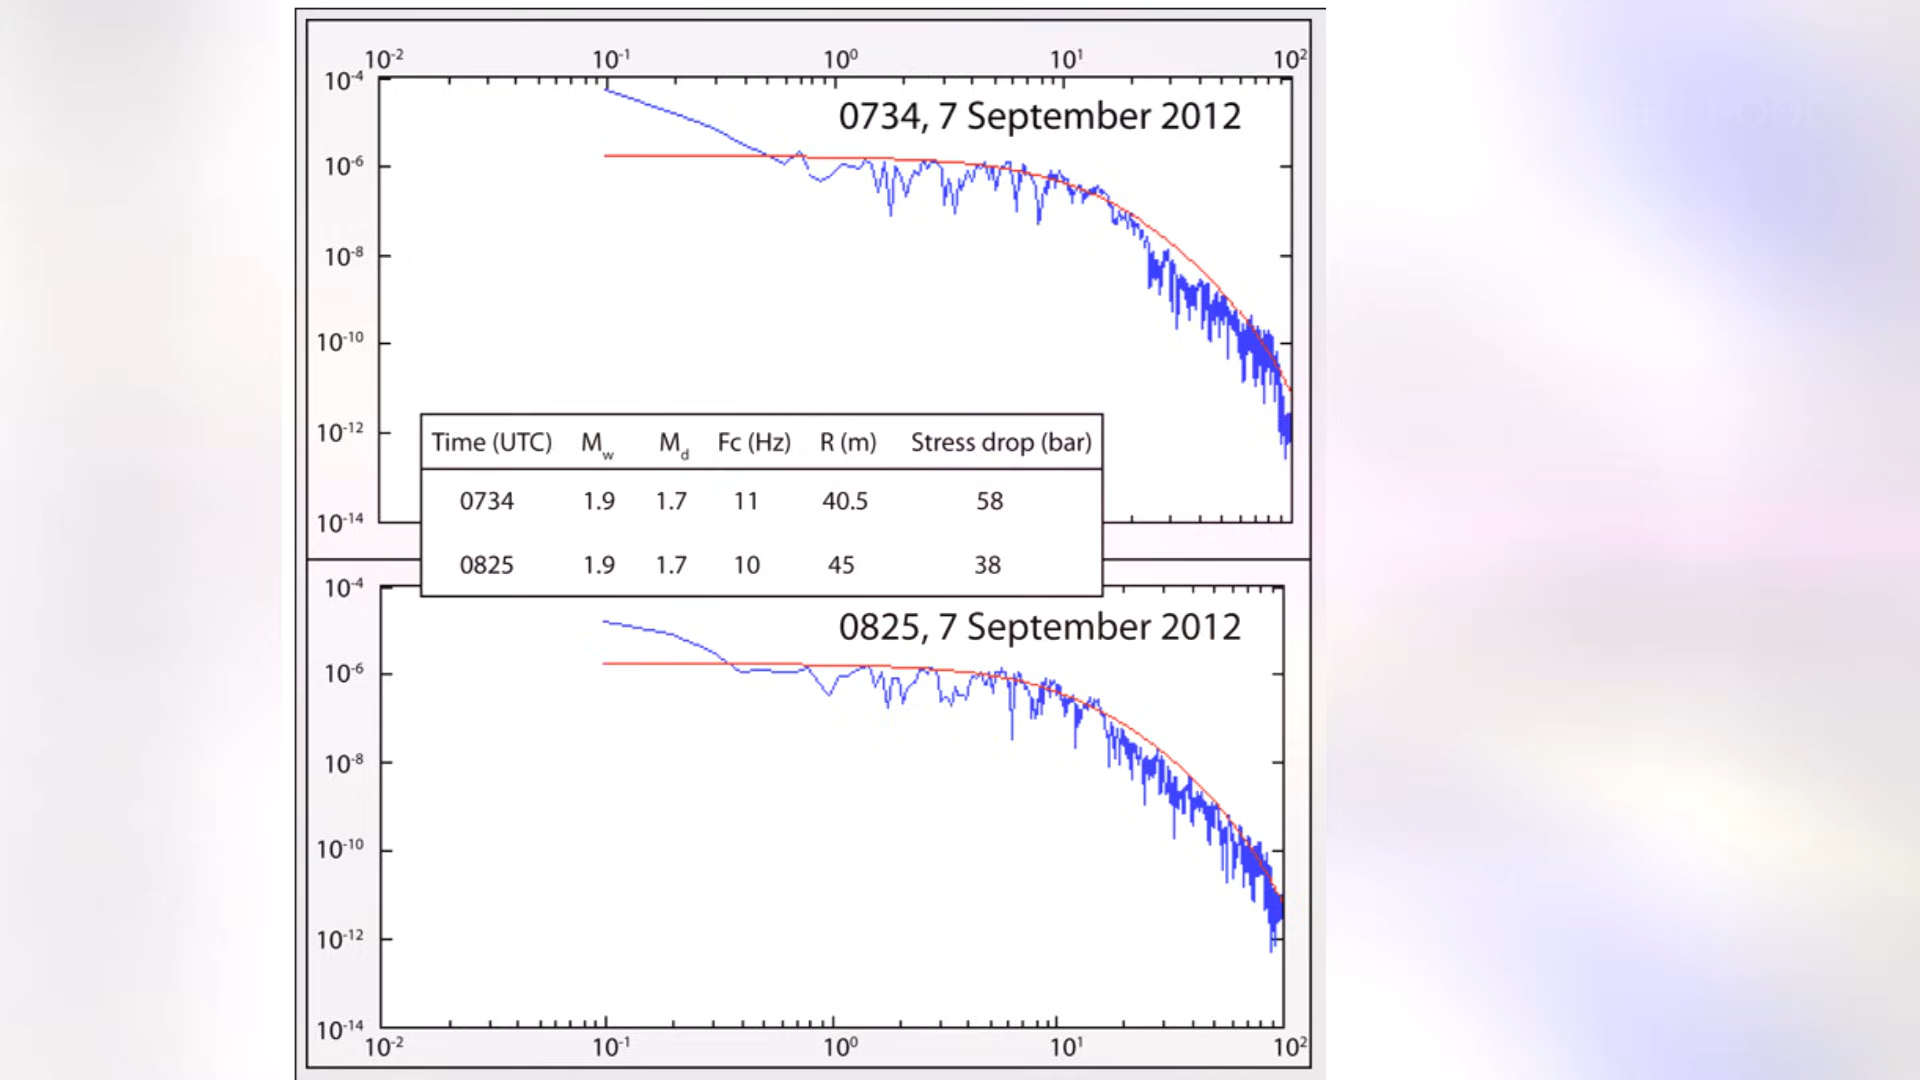 10-2 10-1 100 101 102
10-4
0734, 7 September 2012
10-6
10-8
10-10
10-12
10-14
Time (UTC) Mw Md Fc (Hz) R (m) Stress drop (bar)
0734 1.9 1.7 11 40.5 58
0825 1.9 1.7 10 45 38
10-4
0825, 7 September 2012
10-6
10-8
10-10
10-12
10-14
10-2 10-1 100 101 102